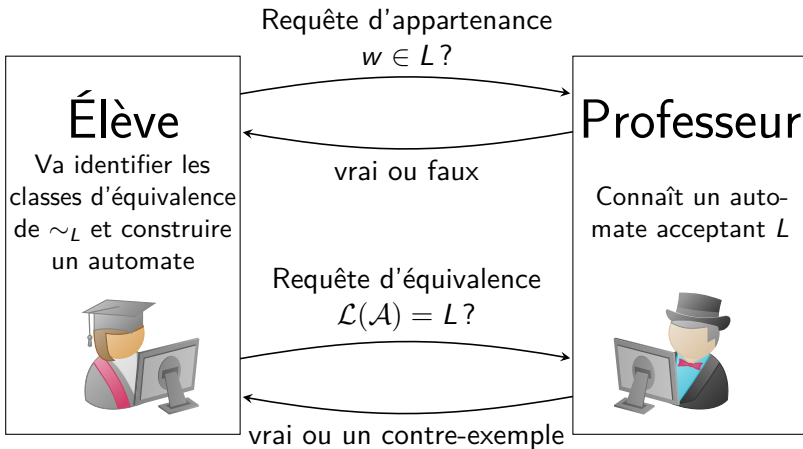 Requête d'appartenance
w ∈ L ?
Élève
Va identifier les
classes d'équivalence
de ∼L et construire
un automate
vrai ou faux
Professeur
Connaît un auto-
mate acceptant L
Requête d'équivalence
ℒ(𝒜) = L ?
vrai ou un contre-exemple